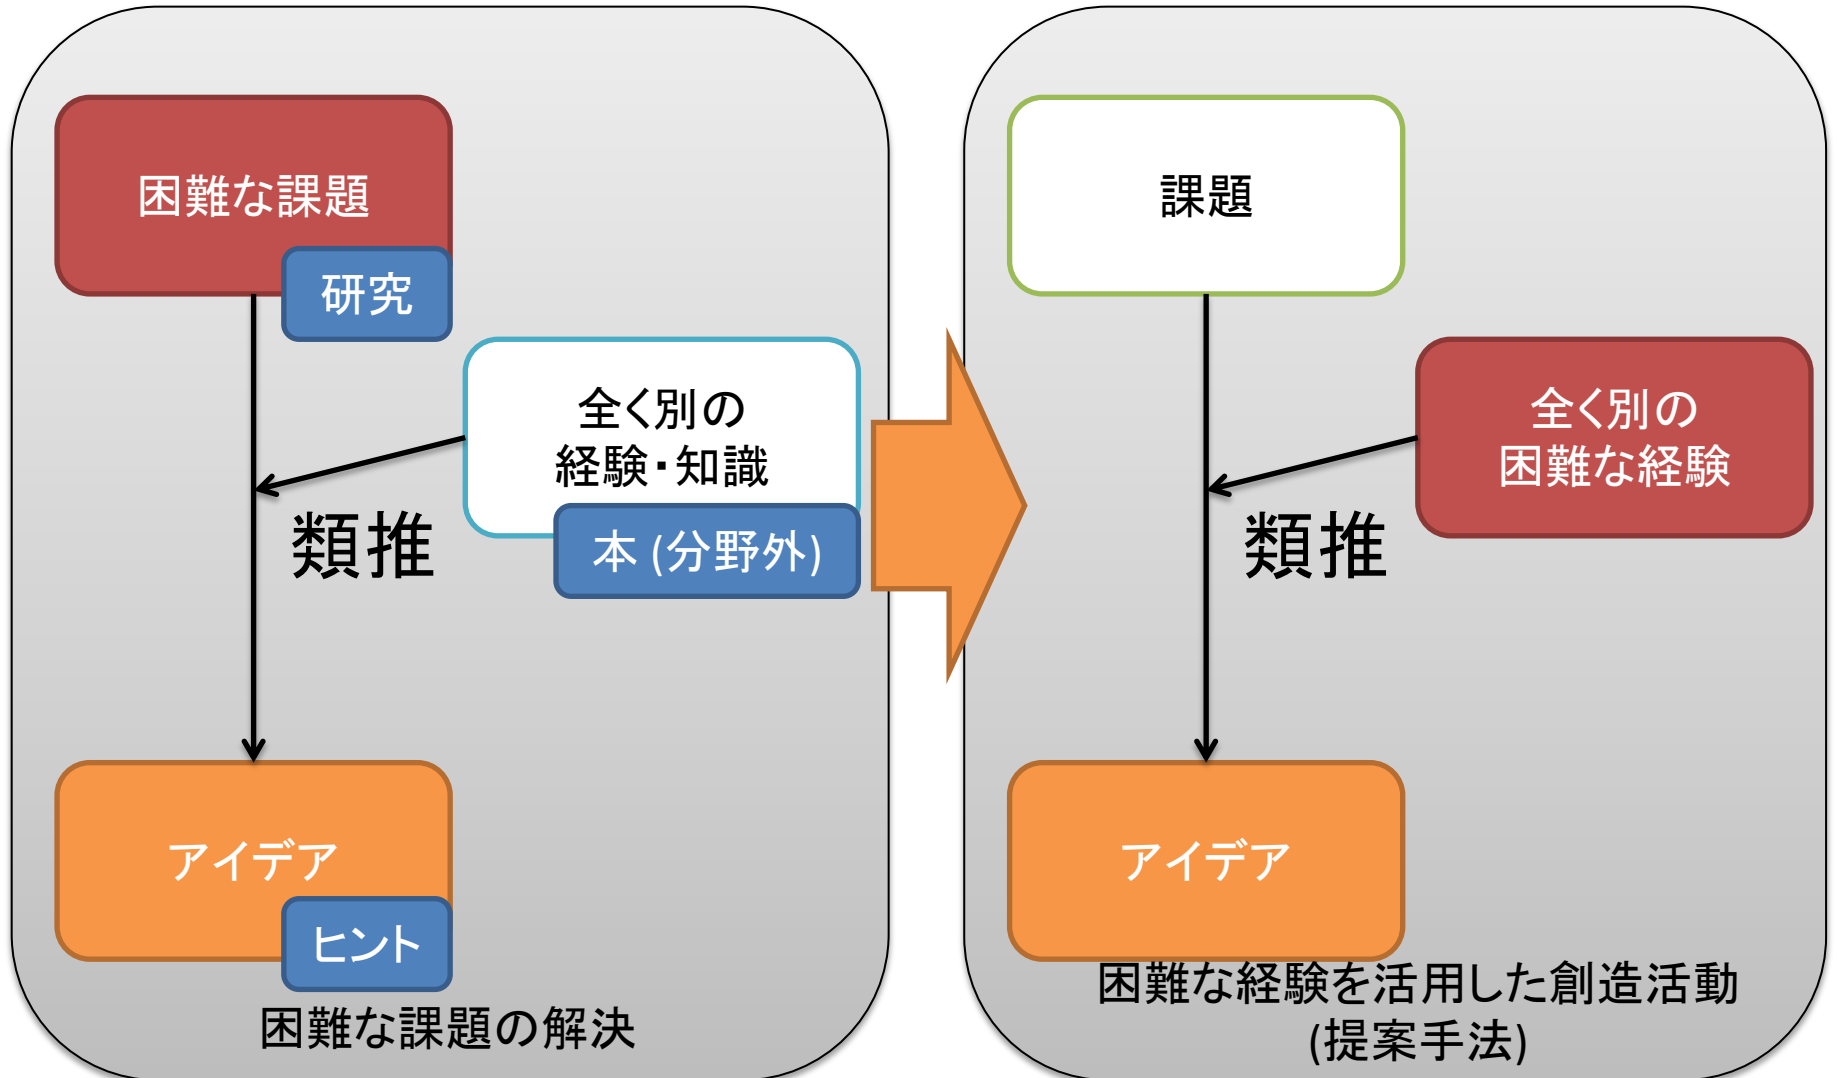 困難な課題
研究
全く別の
経験・知識
本 (分野外)
類推
アイデア
ヒント
困難な課題の解決
課題
全く別の
困難な経験
類推
アイデア
困難な経験を活用した創造活動
(提案手法)